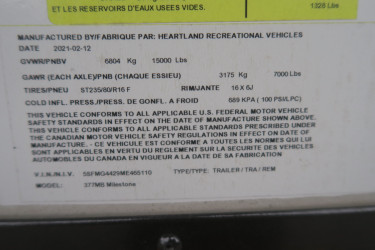 ET LES RESERVOIRS D'EAUX USEES VIDES. 1328 Lbs
MANUFACTURED BY/FABRIQUE PAR: HEARTLAND RECREATIONAL VEHICLES
DATE 2021-02-12
GVWR/PNBV 6804 Kg 15000 Lbs
GAWR (EACH AXLE)/PNB (CHAQUE ESSIEU) 3175 Kg 7000 Lbs
TIRES/PNEU ST235/80/R16 F RIM/JANTE 16 X 6J
COLD INFL. PRESS./PRESS. DE GONFL. A FROID 689 KPA ( 100 PSI/LPC)
THIS VEHICLE CONFORMS TO ALL APPLICABLE U.S. FEDERAL MOTOR VEHICLE
SAFETY STANDARDS IN EFFECT ON THE DATE OF MANUFACTURE SHOWN ABOVE.
THIS VEHICLE CONFORMS TO ALL APPLICABLE STANDARDS PRESCRIBED UNDER
THE CANADIAN MOTOR VEHICLE SAFETY REGULATIONS IN EFFECT ON DATE OF
MANUFACTURE. - CE VEHICULE EST CONFORME A TOUTES LES NORMES QUI LUI SONT
APPLICABLES EN VERTU DU REGLEMENT SUR LA SECURITE DES VEHICULES
AUTOMOBILES DU CANADA EN VIGUEUR A LA DATE DE SA FABRICATION
V.I.N./N.I.V. 5SFMG4429ME465110 TYPE/TYPE: TRAILER / TRA / REM
MODEL: 377MB Milestone